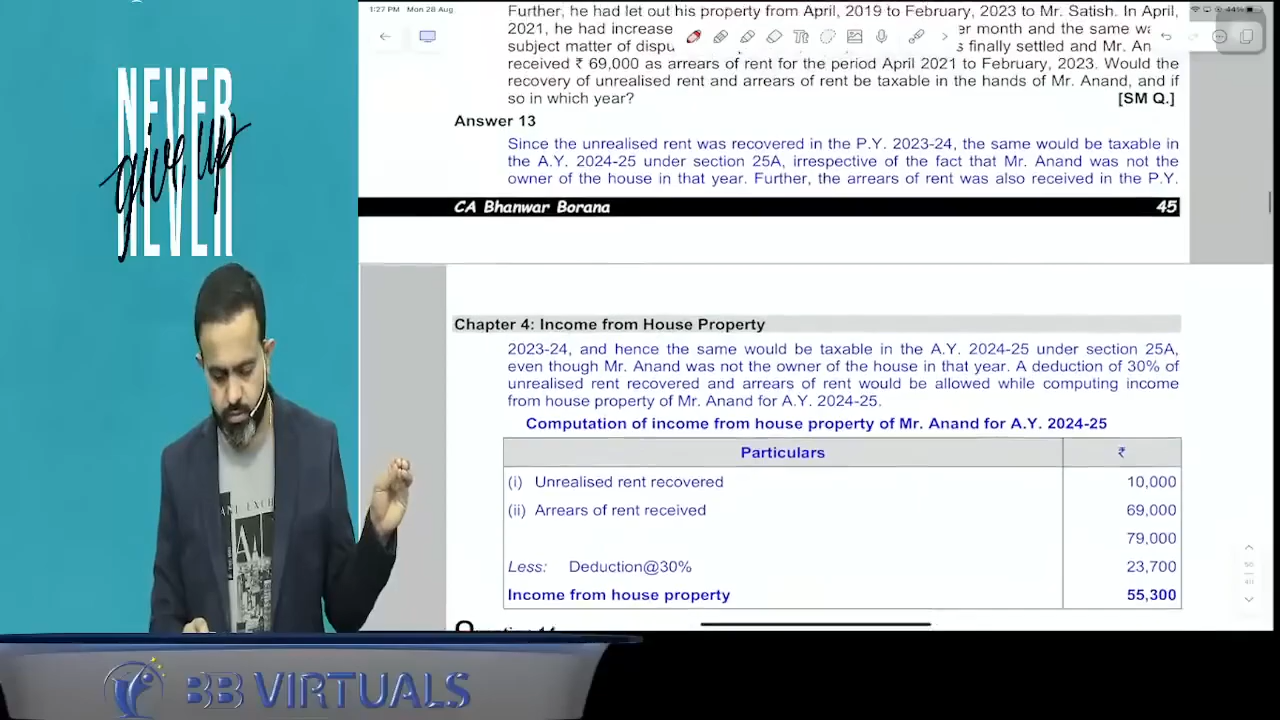 NEVER
give up
NEVER
1:27 PM Mon 28 Aug
44%
Further, he had let out his property from April, 2019 to February, 2023 to Mr. Satish. In April,
2021, he had increase er month and the same wa
subject matter of dispu s finally settled and Mr. An
received ₹ 69,000 as arrears of rent for the period April 2021 to February, 2023. Would the
recovery of unrealised rent and arrears of rent be taxable in the hands of Mr. Anand, and if
so in which year? [SM Q.]
Answer 13
Since the unrealised rent was recovered in the P.Y. 2023-24, the same would be taxable in
the A.Y. 2024-25 under section 25A, irrespective of the fact that Mr. Anand was not the
owner of the house in that year. Further, the arrears of rent was also received in the P.Y.
CA Bhanwar Borana 45
Chapter 4: Income from House Property
2023-24, and hence the same would be taxable in the A.Y. 2024-25 under section 25A,
even though Mr. Anand was not the owner of the house in that year. A deduction of 30% of
unrealised rent recovered and arrears of rent would be allowed while computing income
from house property of Mr. Anand for A.Y. 2024-25.
Computation of income from house property of Mr. Anand for A.Y. 2024-25
Particulars ₹
(i) Unrealised rent recovered 10,000
(ii) Arrears of rent received 69,000
79,000
Less: Deduction@30% 23,700
Income from house property 55,300
BB VIRTUALS